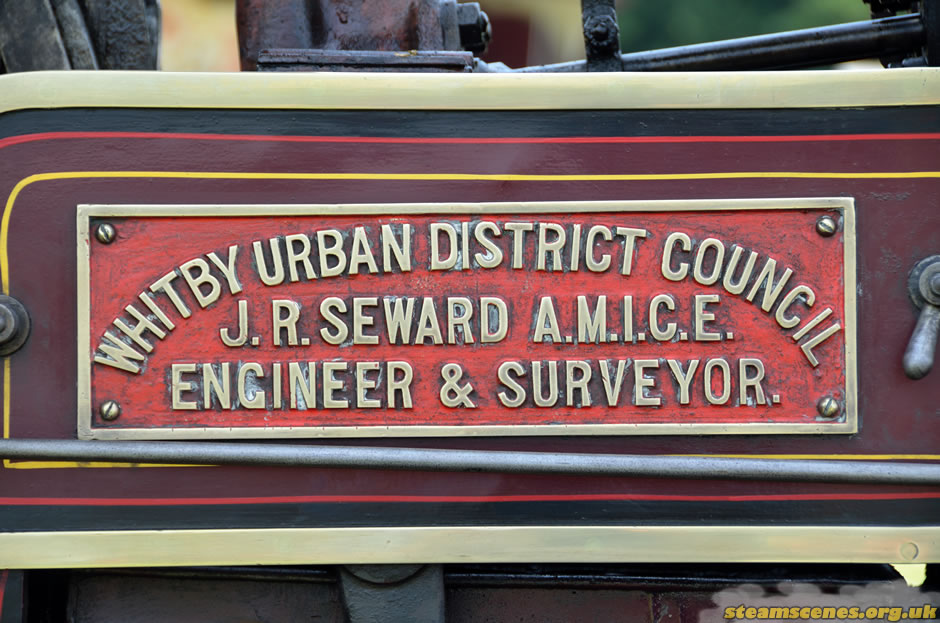 WHITBY URBAN DISTRICT COUNCIL
J.R. SEWARD A.M.I.C.E.
ENGINEER & SURVEYOR.
steamscenes.org.uk